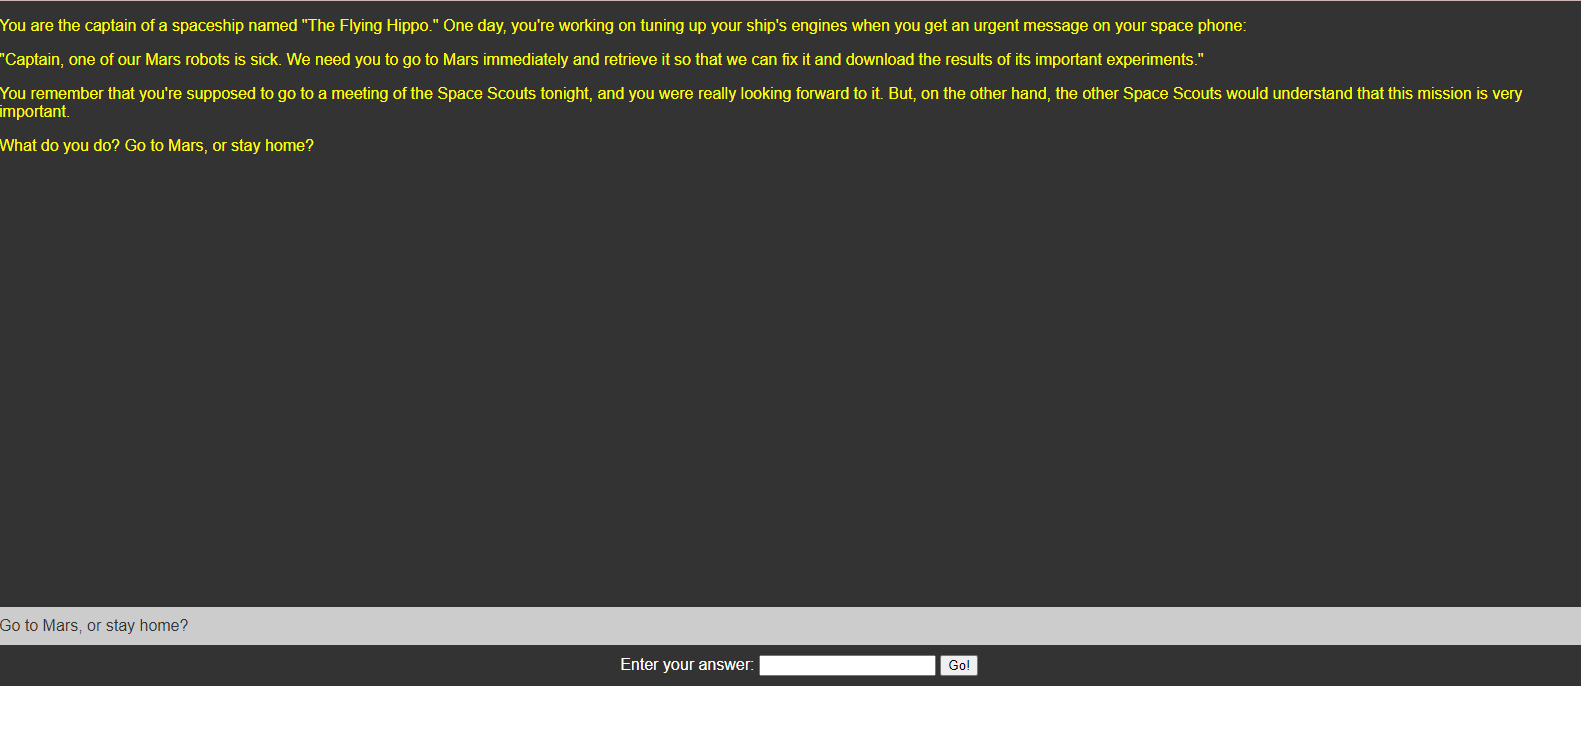 You are the captain of a spaceship named "The Flying Hippo." One day, you're working on tuning up your ship's engines when you get an urgent message on your space phone:
"Captain, one of our Mars robots is sick. We need you to go to Mars immediately and retrieve it so that we can fix it and download the results of its important experiments."
You remember that you're supposed to go to a meeting of the Space Scouts tonight, and you were really looking forward to it. But, on the other hand, the other Space Scouts would understand that this mission is very
important.
What do you do? Go to Mars, or stay home?
Go to Mars, or stay home?
Enter your answer: Go!